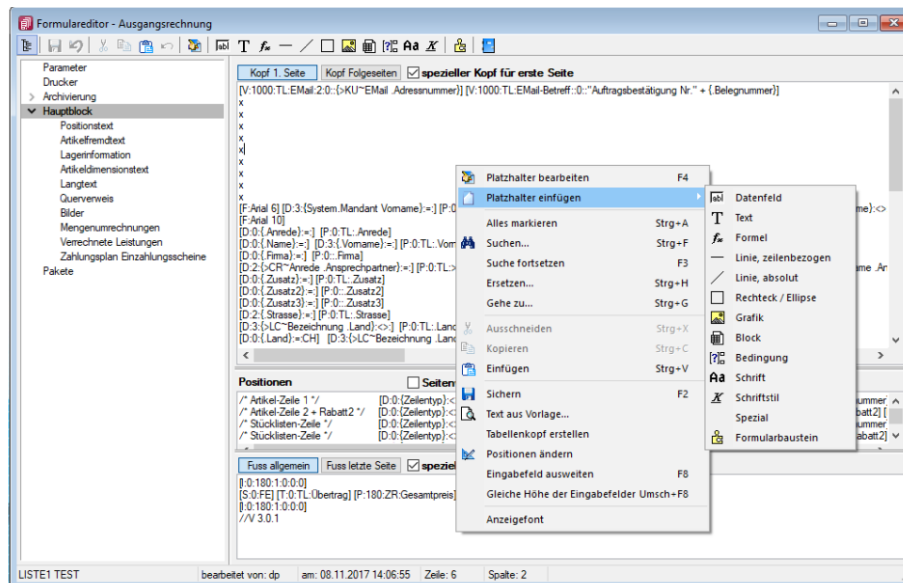 Formulareditor - Ausgangsrechnung
Parameter
Drucker
Archivierung
Hauptblock
Positionstext
Artikelfremdtext
Lagerinformation
Artikeldimensionstext
Langtext
Querverweis
Bilder
Mengenumrechnungen
Verrechnete Leistungen
Zahlungsplan Einzahlungsscheine
Pakete
Kopf 1. Seite Kopf Folgeseiten spezieller Kopf für erste Seite
[V:1000:TL:EMail:2:0::{>KU~EMail .Adressnummer}] [V:1000:TL:EMail-Betreff::0::"Auftragsbestätigung Nr." + {.Belegnummer}]
x
x
x
x
x
x
x
x
x
[F:Arial 6] [D:3:{System.Mandant Vorname}:=:] [P:0
[F:Arial 10]
[D:0:{.Anrede}:=:] [P:0:TL:.Anrede]
[D:0:{.Name}:=:] [D:3:{.Vorname}:=:] [P:0:TL:.Vorn
[D:0:{.Firma}:=:] [P:0::.Firma]
[D:2:{>CR~Anrede .Ansprechpartner}:=:] [P:0:TL:>
[D:0:{.Zusatz}:=:] [P:0:TL:.Zusatz]
[D:0:{.Zusatz2}:=:] [P:0::.Zusatz2]
[D:0:{.Zusatz3}:=:] [P:0::.Zusatz3]
[D:2:{.Strasse}:=:] [P:0:TL:.Strasse]
[D:3:{>LC~Bezeichnung .Land}:<>:] [P:0:TL:.Land
[D:0:{.Land}:=:CH] [D:3:{>LC~Bezeichnung .Land
me}:<>
ame .Ar
Platzhalter bearbeiten F4
Platzhalter einfügen
Alles markieren Strg+A
Suchen... Strg+F
Suche fortsetzen F3
Ersetzen... Strg+H
Gehe zu... Strg+G
Ausschneiden Strg+X
Kopieren Strg+C
Einfügen Strg+V
Sichern F2
Text aus Vorlage...
Tabellenkopf erstellen
Positionen ändern
Eingabefeld ausweiten F8
Gleiche Höhe der Eingabefelder Umsch+F8
Anzeigefont
Datenfeld
Text
Formel
Linie, zeilenbezogen
Linie, absolut
Rechteck / Ellipse
Grafik
Block
Bedingung
Schrift
Schriftstil
Spezial
Formularbaustein
Positionen Seiten
/* Artikel-Zeile 1 */ [D:0:{Zeilentyp}:<
/* Artikel-Zeile 2 + Rabatt2 */ [D:0:{Zeilentyp}:<
/* Stücklisten-Zeile */ [D:0:{Zeilentyp}:<
/* Stücklisten-Zeile */ [D:0:{Zeilentyp}:<
Fuss allgemein Fuss letzte Seite speziel
[I:0:180:1:0:0:0]
[S:0:FE] [T:0:TL:Übertrag] [P:180:ZR:Gesamtpreis]
[I:0:180:1:0:0:0]
//V 3.0.1
LISTE1 TEST bearbeitet von: dp am: 08.11.2017 14:06:55 Zeile: 6 Spalte: 2